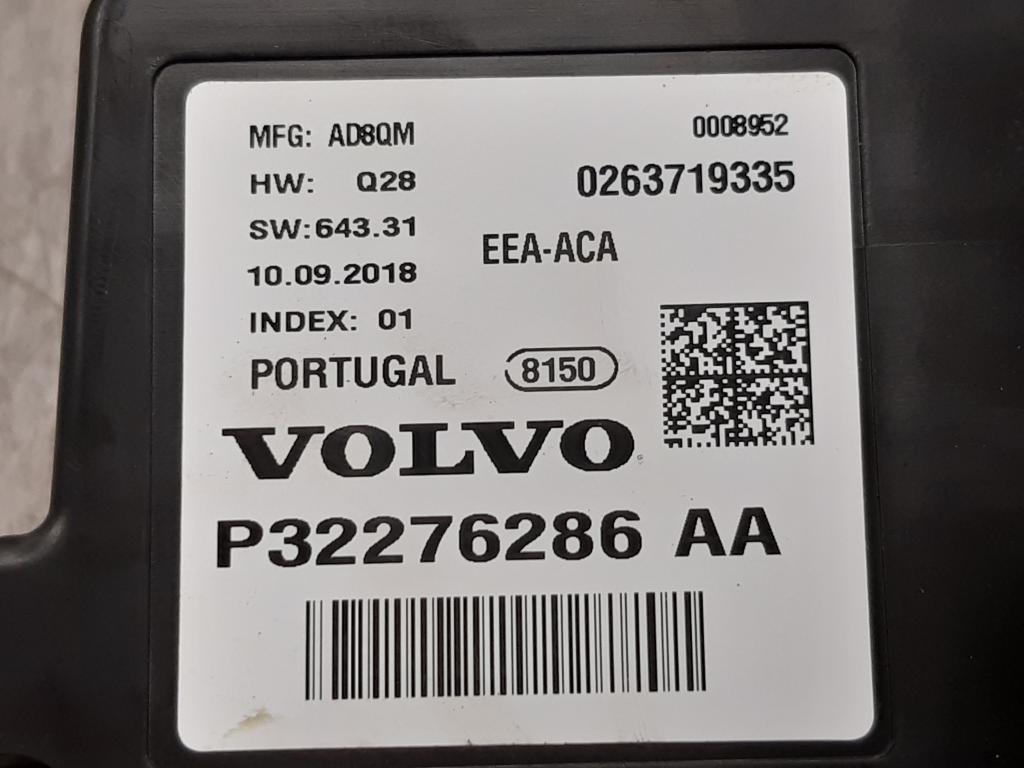 MFG: AD8QM
0008952
HW: Q28
0263719335
SW:643.31
EEA-ACA
10.09.2018
INDEX: 01
PORTUGAL
8150
VOLVO
P32276286 AA